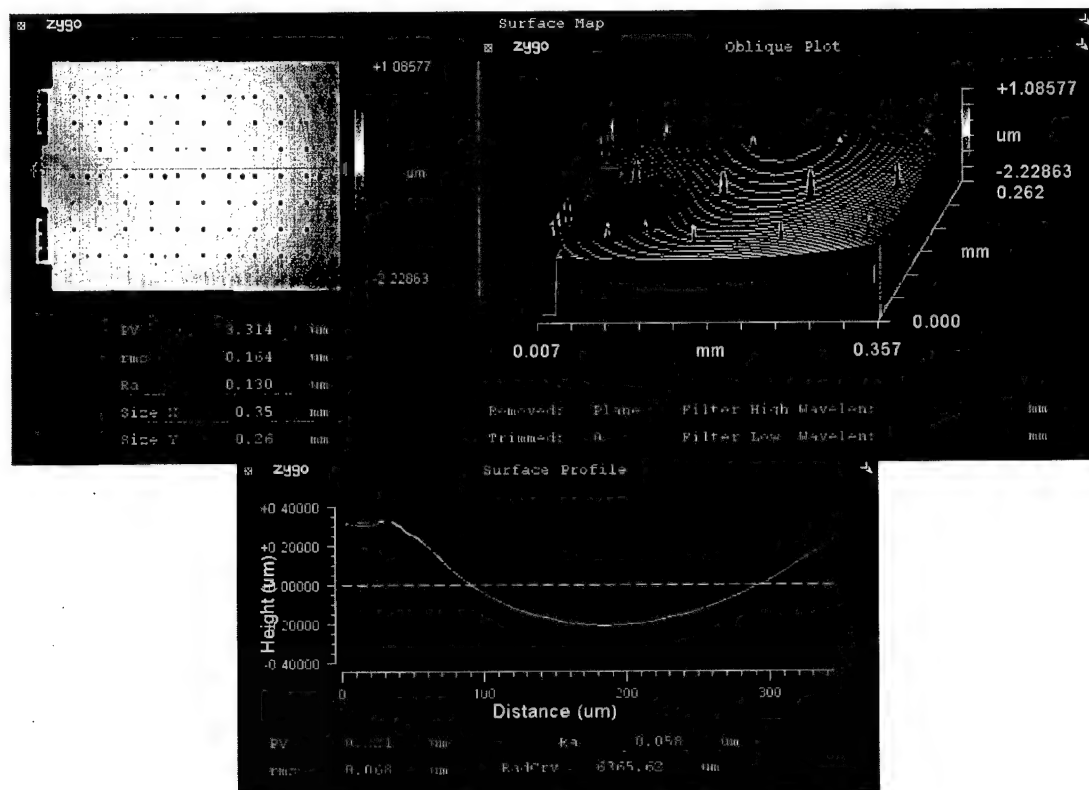 zygo
Surface Map
+1.08577
um
-2.22863
PV 3.314 um
rms 0.164 um
Ra 0.130 um
Size X 0.35 mm
Size Y 0.26 mm
zygo
Oblique Plot
+1.08577
um
-2.22863
0.262
mm
0.000
0.007 mm 0.357
Removed: Plane Filter High Wavelen: mm
Trimmed: 0 Filter Low Wavelen: mm
zygo
Surface Profile
+0.40000
+0.20000
.00000
.20000
-0.40000
Height (um)
0 100 200 300
Distance (um)
PV um Ra 0.058 um
rms 0.068 um RadCrv 6365.62 um